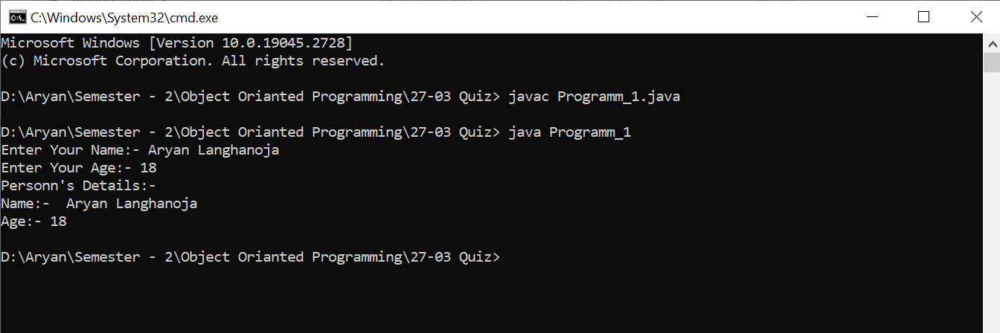 C:\Windows\System32\cmd.exe
Microsoft Windows [Version 10.0.19045.2728]
(c) Microsoft Corporation. All rights reserved.
D:\Aryan\Semester - 2\Object Orianted Programming\27-03 Quiz> javac Programm_1.java
D:\Aryan\Semester - 2\Object Orianted Programming\27-03 Quiz> java Programm_1
Enter Your Name:- Aryan Langhanoja
Enter Your Age:- 18
Personn's Details:-
Name:-  Aryan Langhanoja
Age:- 18
D:\Aryan\Semester - 2\Object Orianted Programming\27-03 Quiz>